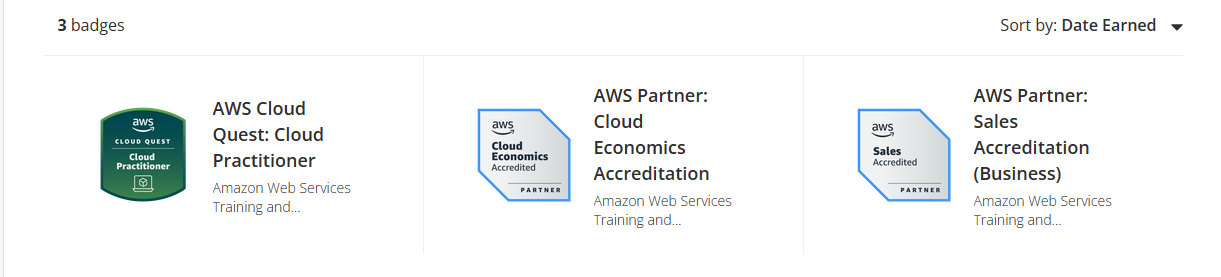 3 badges
Sort by: Date Earned
aws
CLOUD QUEST
Cloud
Practitioner
AWS Cloud
Quest: Cloud
Practitioner
Amazon Web Services
Training and...
aws
Cloud
Economics
Accredited
PARTNER
AWS Partner:
Cloud
Economics
Accreditation
Amazon Web Services
Training and...
aws
Sales
Accredited
PARTNER
AWS Partner:
Sales
Accreditation
(Business)
Amazon Web Services
Training and...